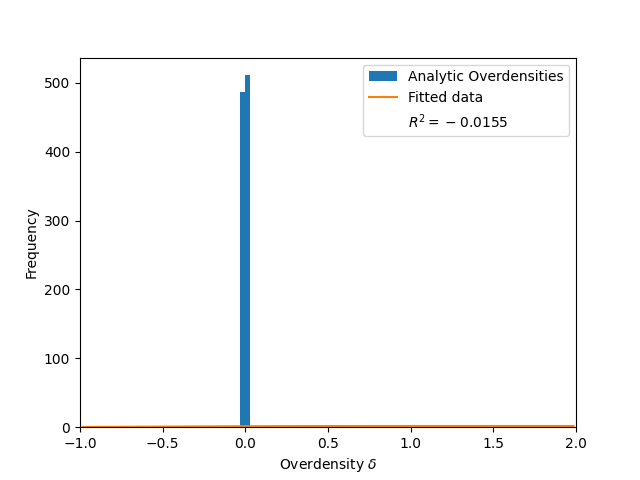 Analytic Overdensities
Fitted data
R² = − 0.0155
500
400
300
200
100
0
Frequency
−1.0 −0.5 0.0 0.5 1.0 1.5 2.0
Overdensity δ